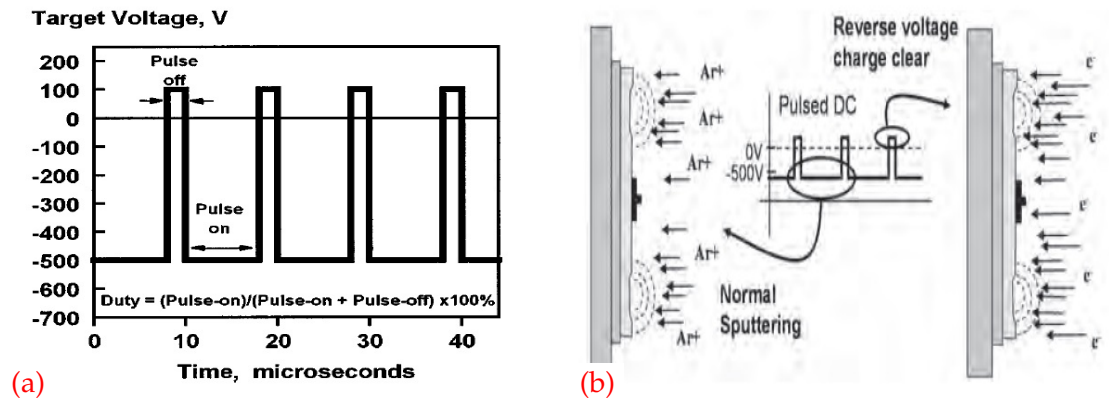 Target Voltage, V
200
100
0
-100
-200
-300
-400
-500
-600
-700
Pulse
off
Pulse
on
Duty = (Pulse-on)/(Pulse-on + Pulse-off) x100%
0 10 20 30 40
Time, microseconds
(a)
Reverse voltage
charge clear
Ar+
Ar+
Ar+
Ar+
Ar+
Pulsed DC
0V
-500V
Normal
Sputtering
e-
e-
e-
e-
e-
e-
(b)